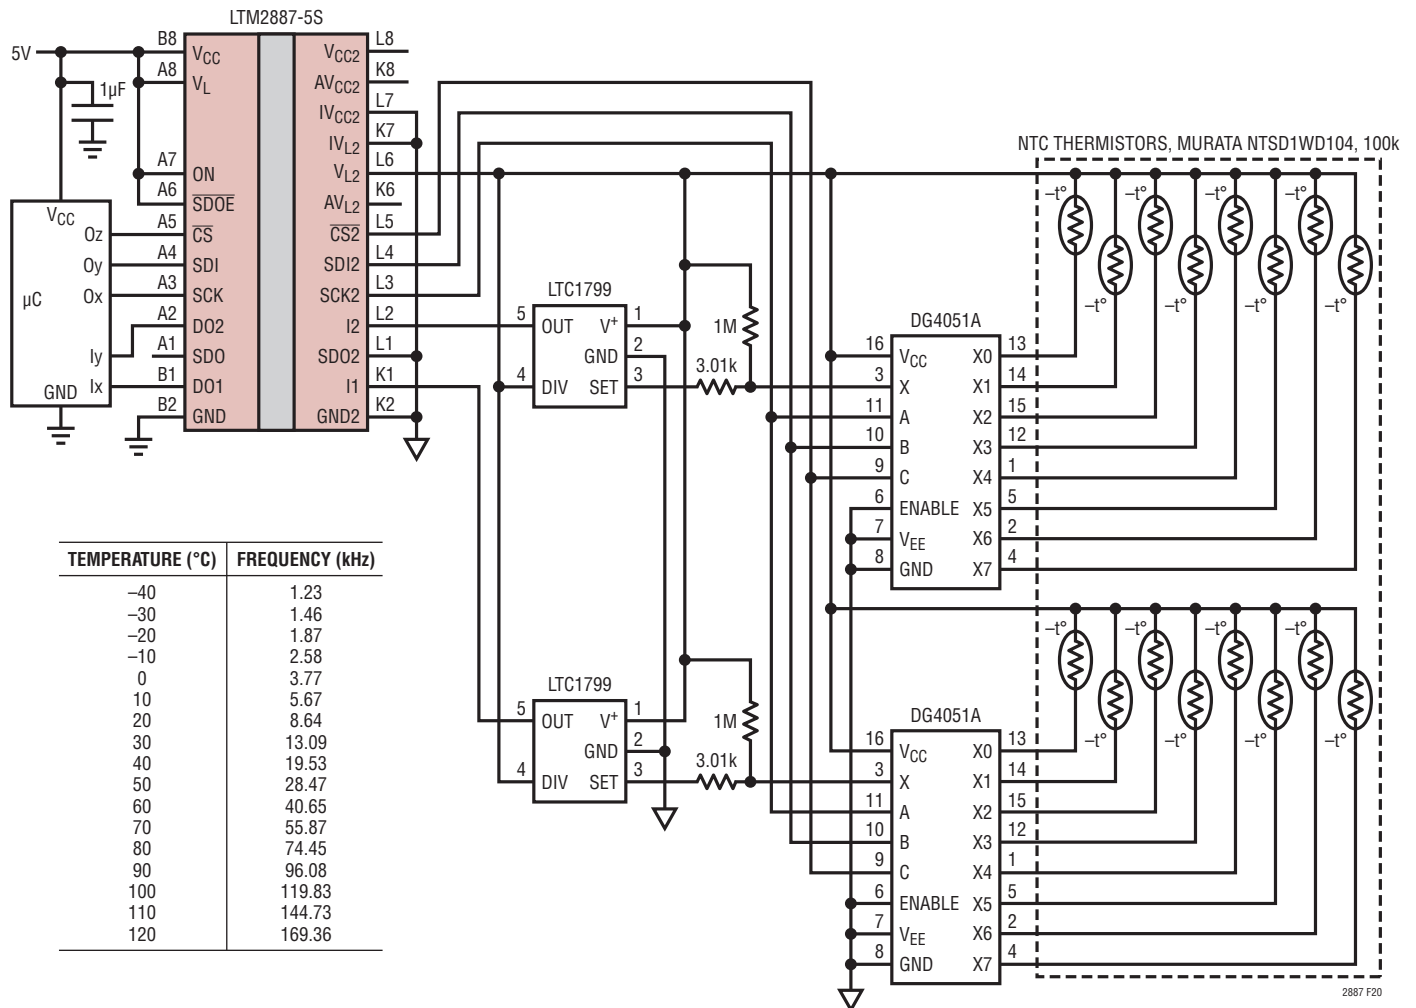 LTM2887-5S
5V
1µF
B8
VCC
A8
VL
A7
ON
A6
SDOE
A5
CS
A4
SDI
A3
SCK
A2
DO2
A1
SDO
B1
DO1
B2
GND
VCC2
L8
AVCC2
K8
IVCC2
L7
IVL2
K7
VL2
L6
AVL2
K6
CS2
L5
SDI2
L4
SCK2
L3
I2
L2
SDO2
L1
I1
K1
GND2
K2
VCC
Oz
Oy
Ox
µC
Iy
Ix
GND
LTC1799
5
OUT
V+
1
GND
2
4
DIV
SET
3
1M
3.01k
LTC1799
5
OUT
V+
1
GND
2
4
DIV
SET
3
1M
3.01k
NTC THERMISTORS, MURATA NTSD1WD104, 100k
–t° –t° –t° –t°
–t° –t° –t° –t°
DG4051A
16
VCC
X0
13
3
X
X1
14
11
A
X2
15
10
B
X3
12
9
C
X4
1
6
ENABLE
X5
5
7
VEE
X6
2
8
GND
X7
4
–t° –t° –t° –t°
–t° –t° –t° –t°
DG4051A
16
VCC
X0
13
3
X
X1
14
11
A
X2
15
10
B
X3
12
9
C
X4
1
6
ENABLE
X5
5
7
VEE
X6
2
8
GND
X7
4
TEMPERATURE (°C) FREQUENCY (kHz)
–40 1.23
–30 1.46
–20 1.87
–10 2.58
0 3.77
10 5.67
20 8.64
30 13.09
40 19.53
50 28.47
60 40.65
70 55.87
80 74.45
90 96.08
100 119.83
110 144.73
120 169.36
2887 F20